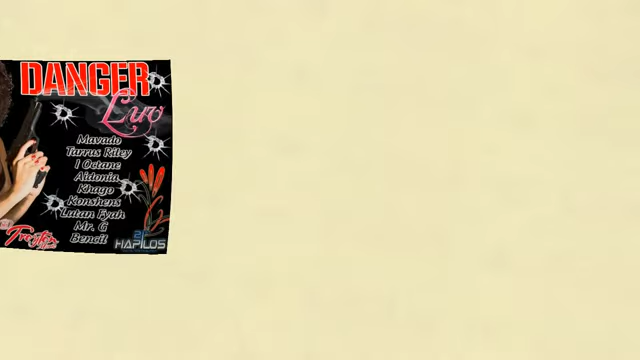 DANGER
Luv
Mavado
Tarrus Riley
I Octane
Aidonia
Khago
Konshens
Lutan Fyah
Mr. G
Bencil
HAPILOS